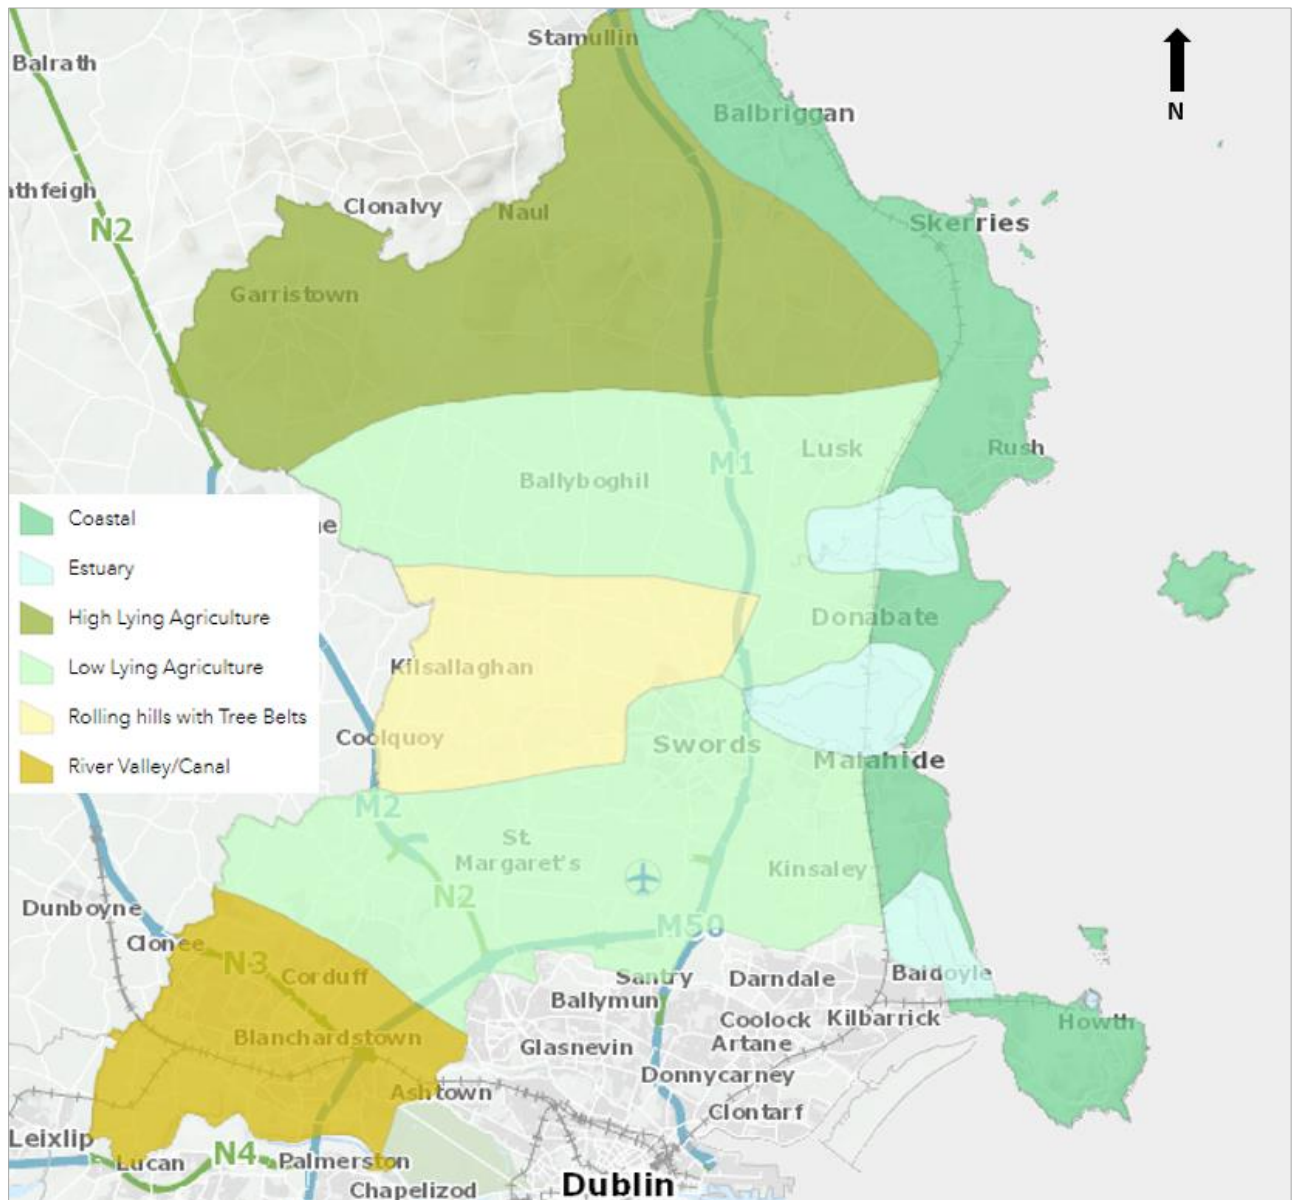 Stamullin
Balrath
Balbriggan
N
athfeigh
Clonalvy
Naul
N2
Skerries
Garristown
Lusk
Rush
M1
Ballyboghil
Coastal
ne
Estuary
High Lying Agriculture
Donabate
Low Lying Agriculture
Kilsallaghan
Rolling hills with Tree Belts
Coolquoy
Swords
Malahide
River Valley/Canal
M2
St.
Margaret's
Kinsaley
N2
Dunboyne
M50
Clonee
N3
Corduff
Santry
Darndale
Baldoyle
Ballymun
Coolock
Kilbarrick
Howth
Blanchardstown
Glasnevin
Artane
Donnycarney
Ashtown
Clontarf
Leixlip
Lucan
N4
Palmerston
Chapelizod
Dublin